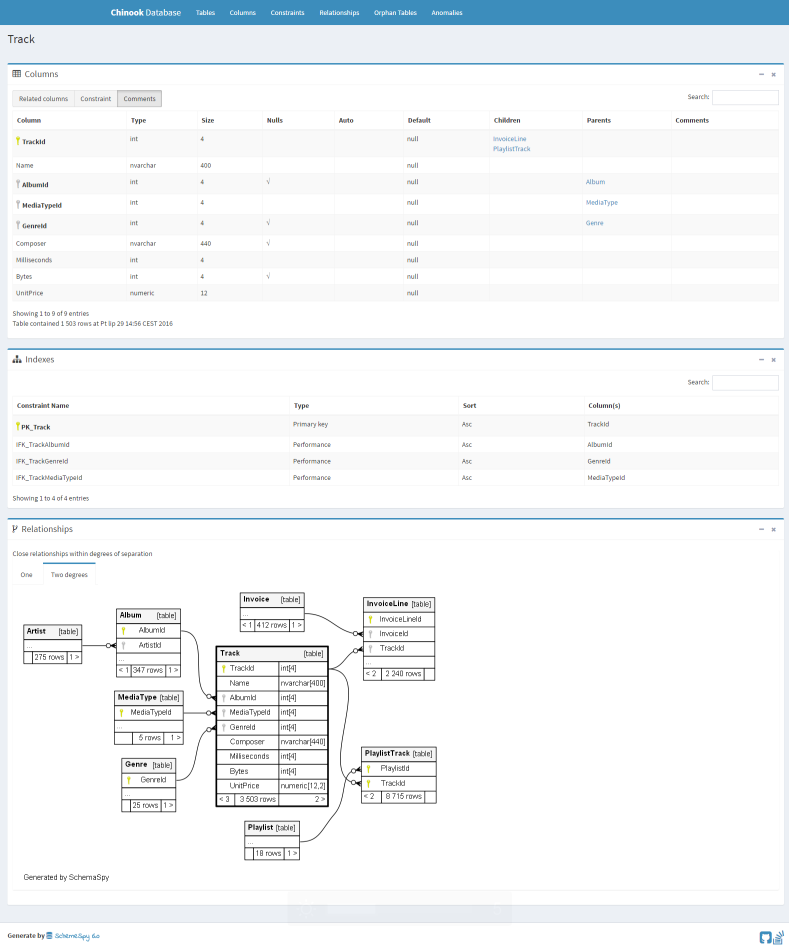 Chinook Database Tables Columns Constraints Relationships Orphan Tables Anomalies
Track
Columns
Related columns Constraint Comments Search:
Column Type Size Nulls Auto Default Children Parents Comments
TrackId int 4 null InvoiceLine
PlaylistTrack
Name nvarchar 400 null
AlbumId int 4 √ null Album
MediaTypeId int 4 null MediaType
GenreId int 4 √ null Genre
Composer nvarchar 440 √ null
Milliseconds int 4 null
Bytes int 4 √ null
UnitPrice numeric 12 null
Showing 1 to 9 of 9 entries
Table contained 1 503 rows at Pt lip 29 14:56 CEST 2016
Indexes
Search:
Constraint Name Type Sort Column(s)
PK_Track Primary key Asc TrackId
IFK_TrackAlbumId Performance Asc AlbumId
IFK_TrackGenreId Performance Asc GenreId
IFK_TrackMediaTypeId Performance Asc MediaTypeId
Showing 1 to 4 of 4 entries
Relationships
Close relationships within degrees of separation
One Two degrees
Artist [table]
...
275 rows 1 >
Album [table]
AlbumId
ArtistId
...
< 1 347 rows 1 >
MediaType [table]
MediaTypeId
...
5 rows 1 >
Genre [table]
GenreId
...
25 rows 1 >
Invoice [table]
...
< 1 412 rows 1 >
Track [table]
TrackId int[4]
Name nvarchar[400]
AlbumId int[4]
MediaTypeId int[4]
GenreId int[4]
Composer nvarchar[440]
Milliseconds int[4]
Bytes int[4]
UnitPrice numeric[12,2]
< 3 3 503 rows 2 >
Playlist [table]
...
18 rows 1 >
InvoiceLine [table]
InvoiceLineId
InvoiceId
TrackId
...
< 2 2 240 rows
PlaylistTrack [table]
PlaylistId
TrackId
< 2 8 715 rows
Generated by SchemaSpy
Generate by SchemaSpy 6.0